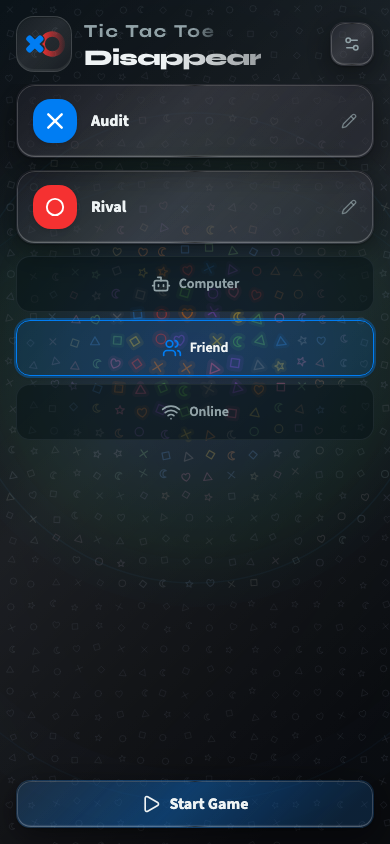 Tic Tac Toe
Disappear
Audit
Rival
Computer
Friend
Online
Start Game